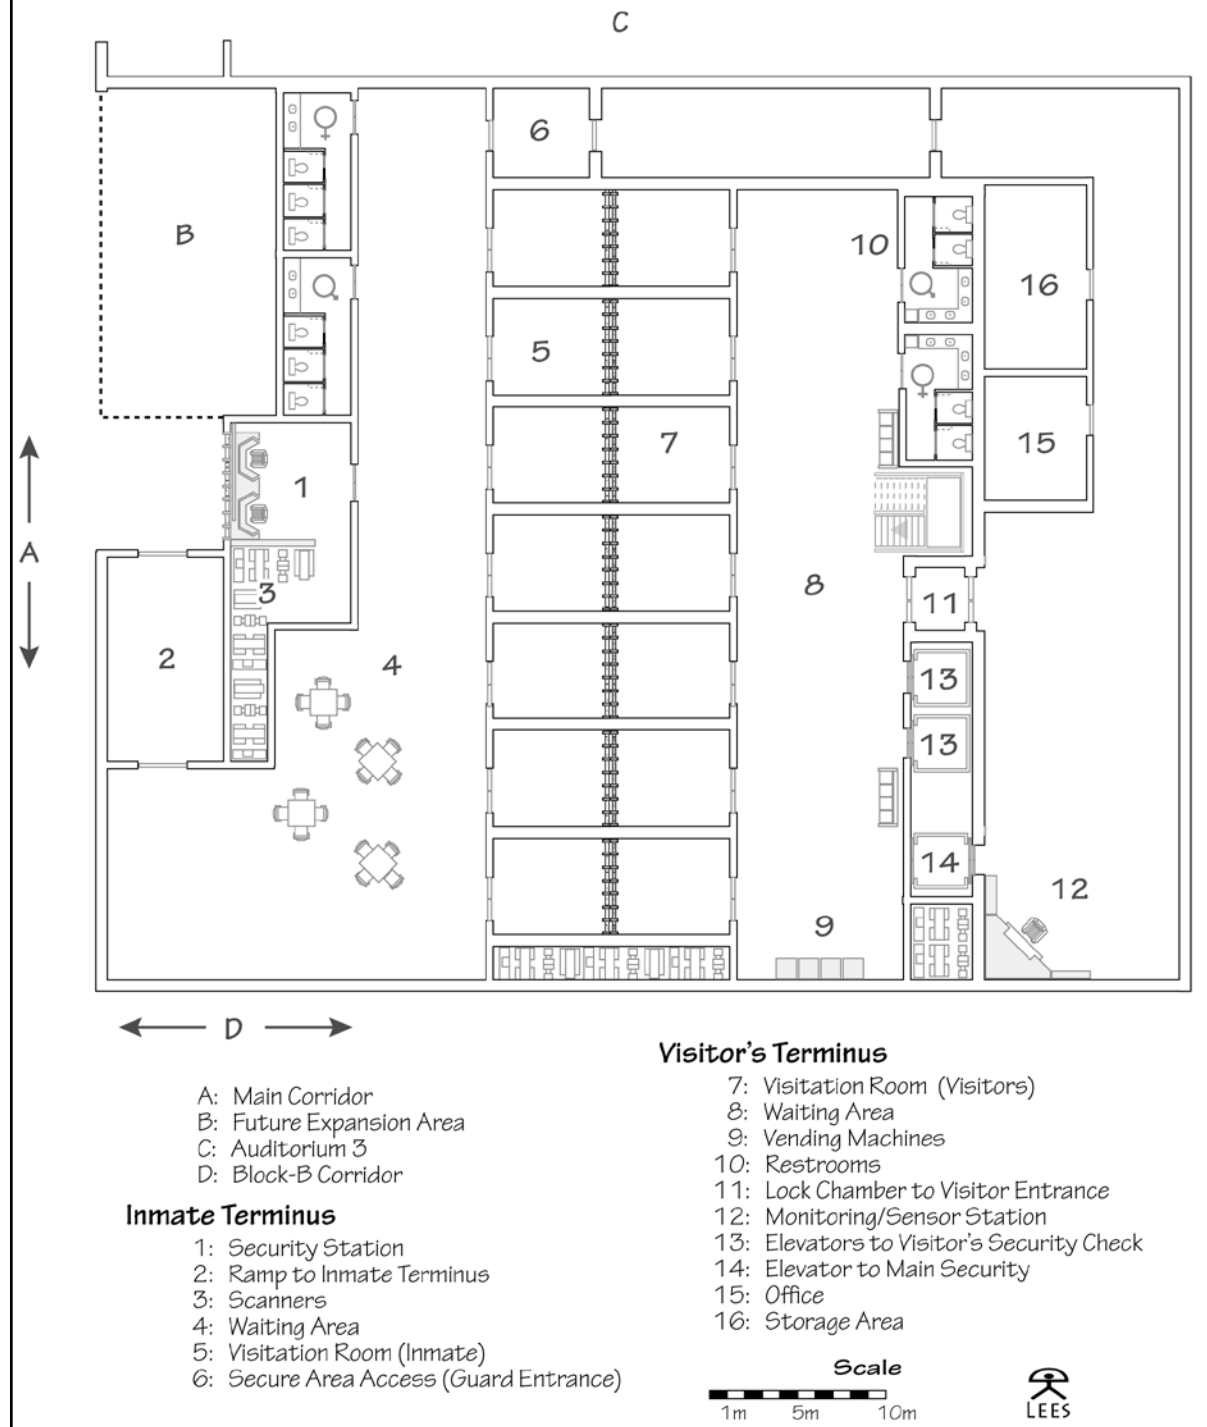 C
6
B
10
16
5
7
15
1
A
8
11
3
2
4
13
13
14
12
9
D
A: Main Corridor
B: Future Expansion Area
C: Auditorium 3
D: Block-B Corridor
Inmate Terminus
1: Security Station
2: Ramp to Inmate Terminus
3: Scanners
4: Waiting Area
5: Visitation Room (Inmate)
6: Secure Area Access (Guard Entrance)
Visitor's Terminus
7: Visitation Room (Visitors)
8: Waiting Area
9: Vending Machines
10: Restrooms
11: Lock Chamber to Visitor Entrance
12: Monitoring/Sensor Station
13: Elevators to Visitor's Security Check
14: Elevator to Main Security
15: Office
16: Storage Area
Scale
1m 5m 10m
LEES